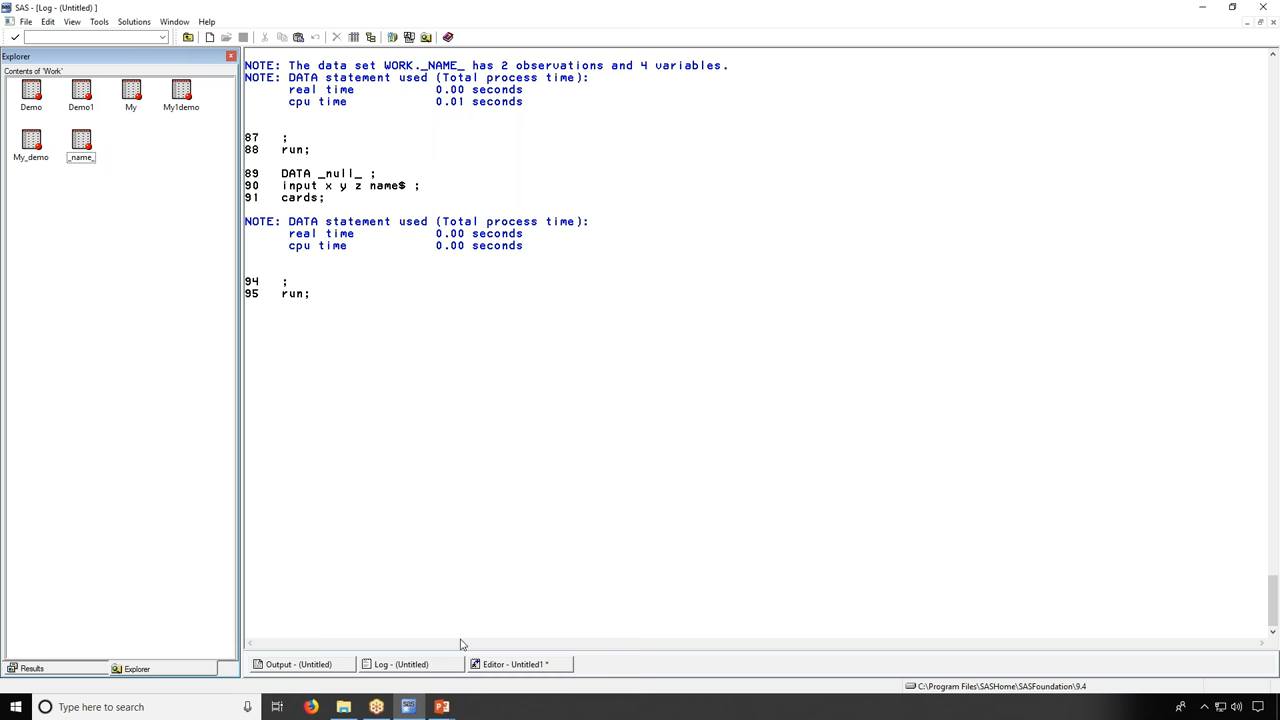 SAS - [Log - (Untitled) ]
File Edit View Tools Solutions Window Help
Explorer
Contents of 'Work'
Demo Demo1 My My1demo
My_demo _name_
NOTE: The data set WORK._NAME_ has 2 observations and 4 variables.
NOTE: DATA statement used (Total process time):
real time 0.00 seconds
cpu time 0.01 seconds
87 ;
88 run;
89 DATA _null_ ;
90 input x y z name$ ;
91 cards;
NOTE: DATA statement used (Total process time):
real time 0.00 seconds
cpu time 0.00 seconds
94 ;
95 run;
Results Explorer
Output - (Untitled) Log - (Untitled) Editor - Untitled1 *
C:\Program Files\SASHome\SASFoundation\9.4
Type here to search